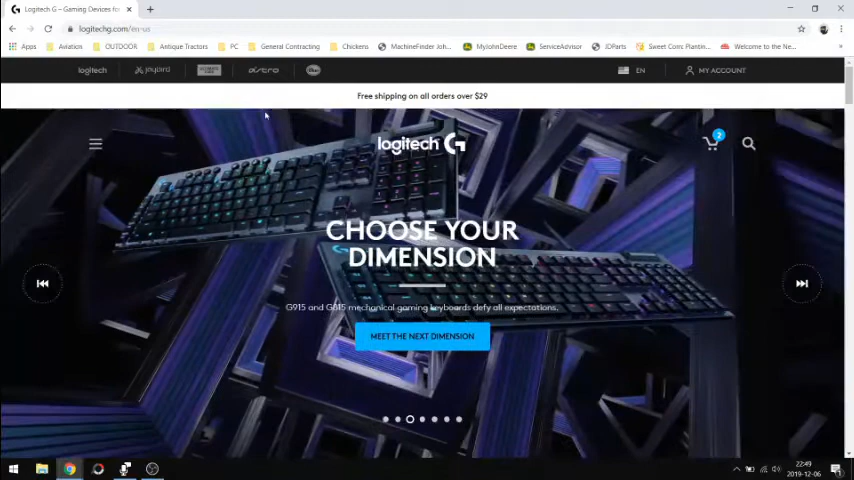 Logitech G – Gaming Devices for
logitechg.com/en-us
Apps Aviation OUTDOOR Antique Tractors PC General Contracting Chickens MachineFinder Joh... MyJohnDeere ServiceAdvisor JDParts Sweet Corn: Plantin... Welcome to the Ne...
logitech JAYBIRD ASTRO blue EN MY ACCOUNT
Free shipping on all orders over $29
logitech G 2
CHOOSE YOUR
DIMENSION
G915 and G815 mechanical gaming keyboards defy all expectations.
MEET THE NEXT DIMENSION
22:49
2019-12-06